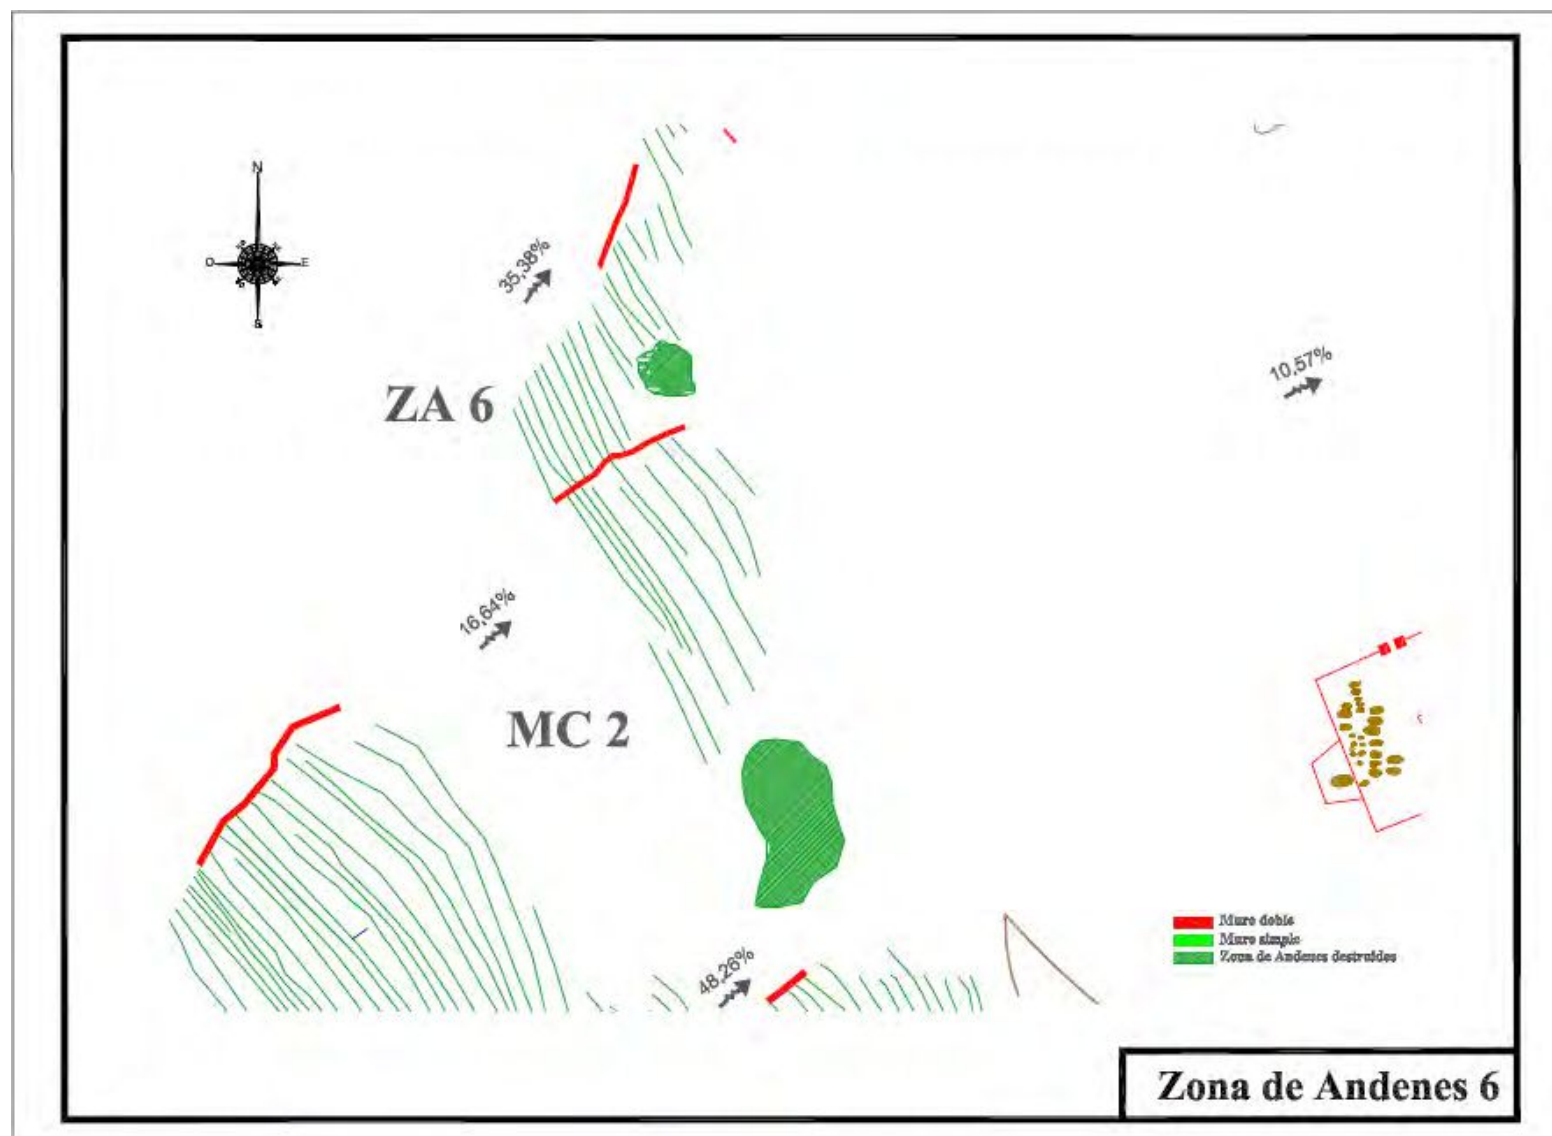 N
O
E
S
35,38%
10,57%
ZA 6
16,64%
MC 2
48,26%
Muro doble
Muro simple
Zona de Andenes destruídos
Zona de Andenes 6